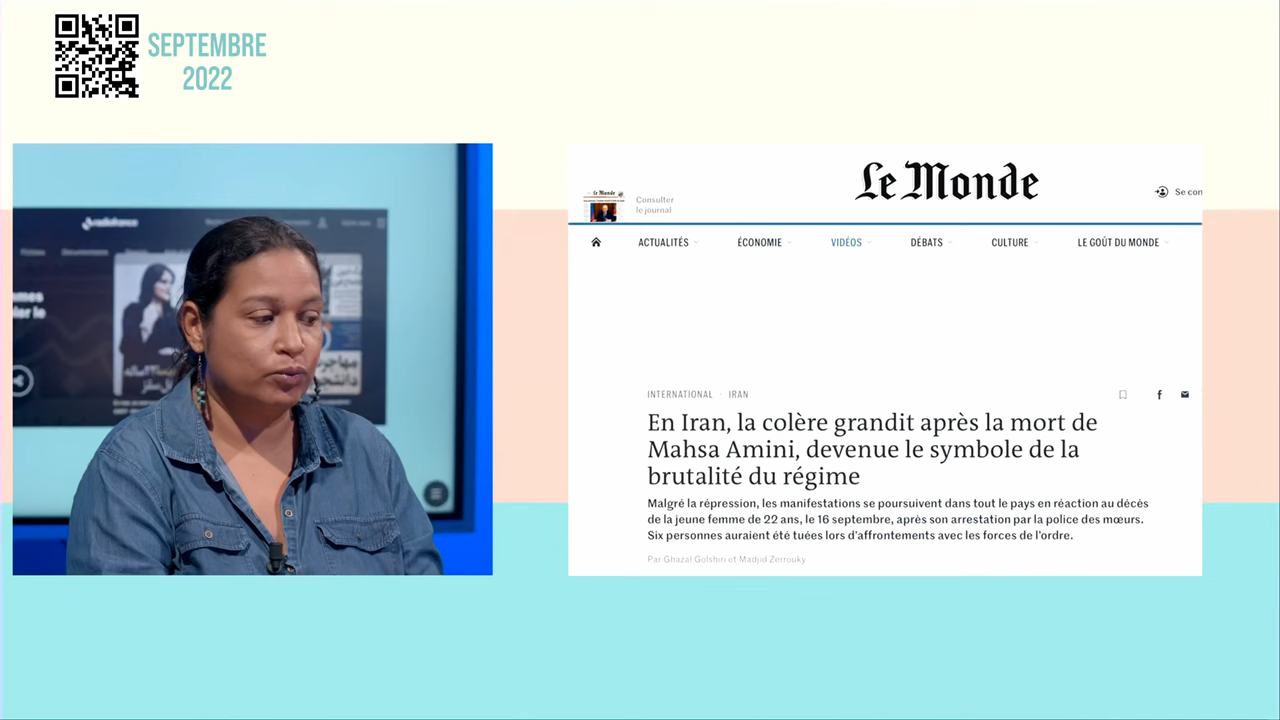 SEPTEMBRE
2022
radiofrance
Le Monde
Consulter
le journal
Se con
ACTUALITÉS
ÉCONOMIE
VIDÉOS
DÉBATS
CULTURE
LE GOÛT DU MONDE
INTERNATIONAL · IRAN
En Iran, la colère grandit après la mort de
Mahsa Amini, devenue le symbole de la
brutalité du régime
Malgré la répression, les manifestations se poursuivent dans tout le pays en réaction au décès
de la jeune femme de 22 ans, le 16 septembre, après son arrestation par la police des mœurs.
Six personnes auraient été tuées lors d’affrontements avec les forces de l’ordre.
Par Ghazal Golshiri et Madjid Zerrouky